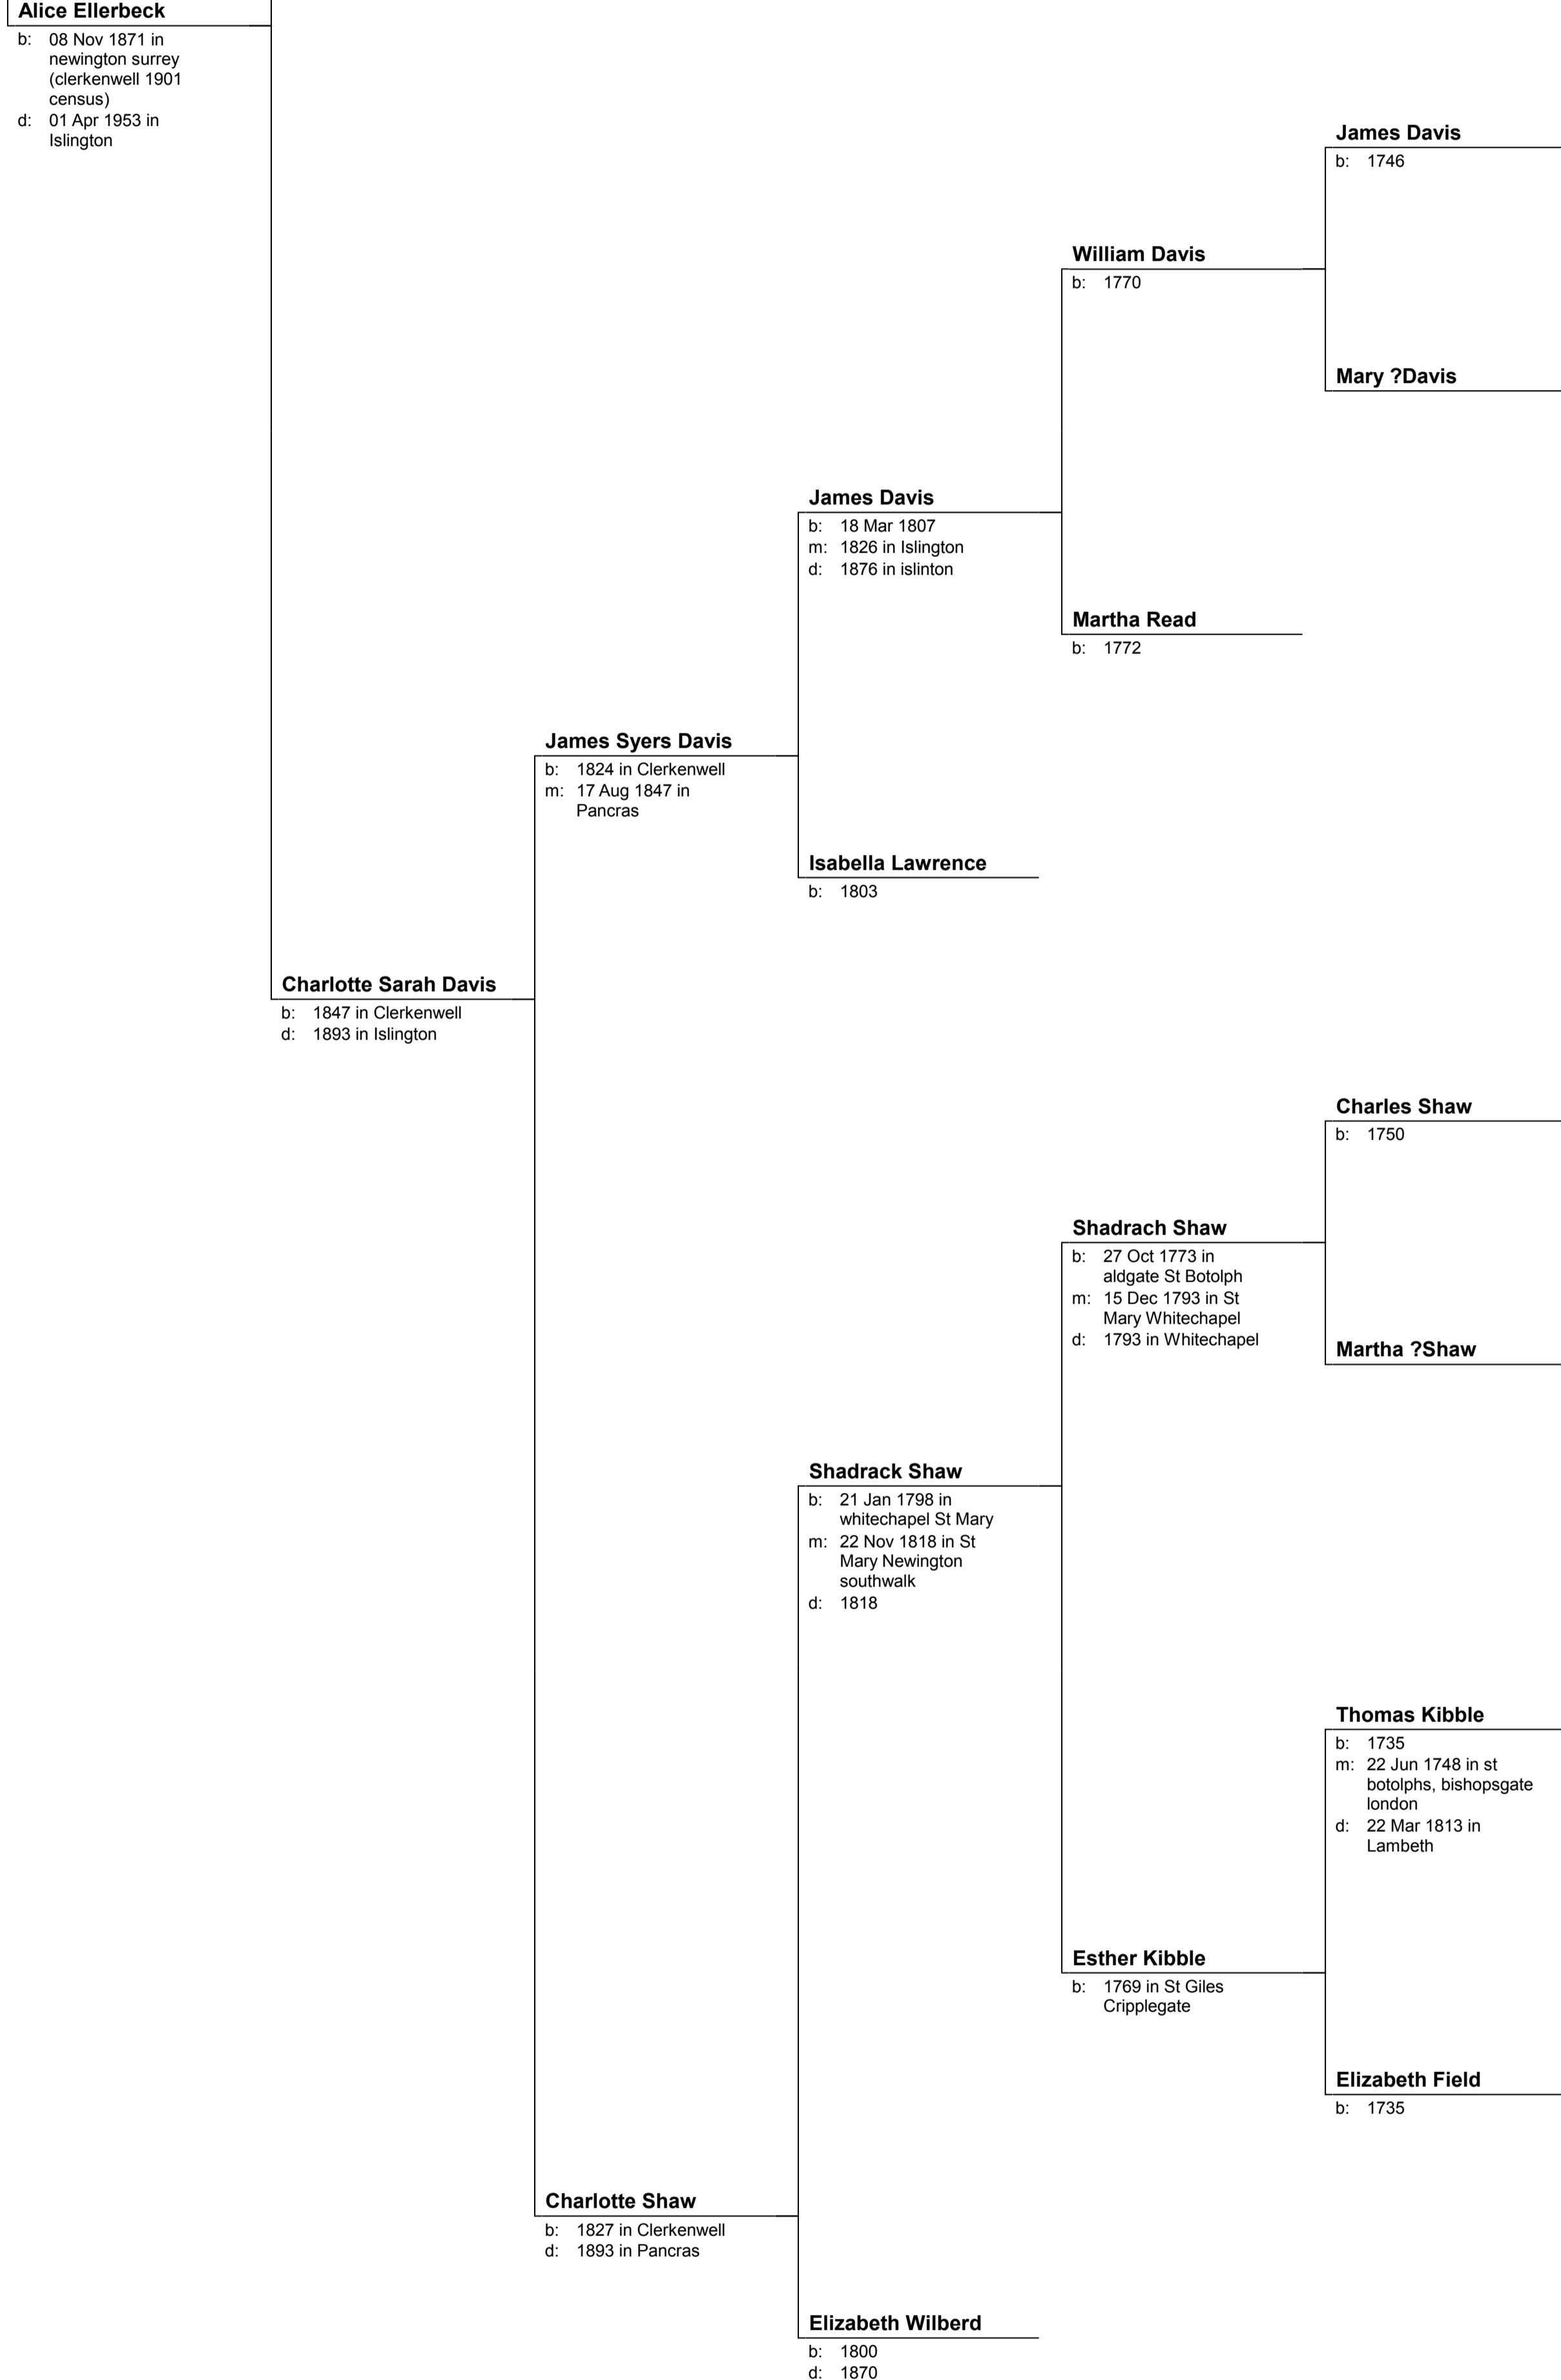 Alice Ellerbeck
b: 08 Nov 1871 in
newington surrey
(clerkenwell 1901
census)
d: 01 Apr 1953 in
Islington
James Davis
b: 1746
William Davis
b: 1770
Mary ?Davis
James Davis
b: 18 Mar 1807
m: 1826 in Islington
d: 1876 in islinton
Martha Read
b: 1772
James Syers Davis
b: 1824 in Clerkenwell
m: 17 Aug 1847 in
Pancras
Isabella Lawrence
b: 1803
Charlotte Sarah Davis
b: 1847 in Clerkenwell
d: 1893 in Islington
Charles Shaw
b: 1750
Shadrach Shaw
b: 27 Oct 1773 in
aldgate St Botolph
m: 15 Dec 1793 in St
Mary Whitechapel
d: 1793 in Whitechapel
Martha ?Shaw
Shadrack Shaw
b: 21 Jan 1798 in
whitechapel St Mary
m: 22 Nov 1818 in St
Mary Newington
southwalk
d: 1818
Thomas Kibble
b: 1735
m: 22 Jun 1748 in st
botolphs, bishopsgate
london
d: 22 Mar 1813 in
Lambeth
Esther Kibble
b: 1769 in St Giles
Cripplegate
Elizabeth Field
b: 1735
Charlotte Shaw
b: 1827 in Clerkenwell
d: 1893 in Pancras
Elizabeth Wilberd
b: 1800
d: 1870